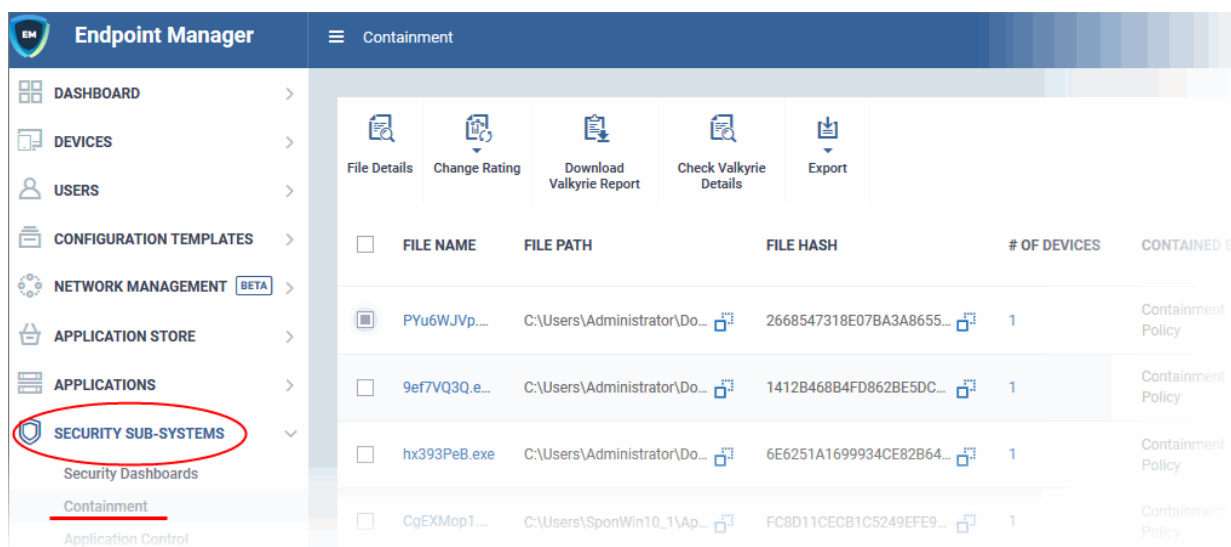 EM
Endpoint Manager
Containment
DASHBOARD
DEVICES
USERS
CONFIGURATION TEMPLATES
NETWORK MANAGEMENT BETA
APPLICATION STORE
APPLICATIONS
SECURITY SUB-SYSTEMS
Security Dashboards
Containment
Application Control
File Details
Change Rating
Download
Valkyrie Report
Check Valkyrie
Details
Export
FILE NAME FILE PATH FILE HASH # OF DEVICES CONTAINED
PYu6WJVp.... C:\Users\Administrator\Do... 2668547318E07BA3A8655... 1 Containment
Policy
9ef7VQ3Q.e... C:\Users\Administrator\Do... 1412B468B4FD862BE5DC... 1 Containment
Policy
hx393PeB.exe C:\Users\Administrator\Do... 6E6251A1699934CE82B64... 1 Containment
Policy
CgEXMop1.... C:\Users\SponWin10_1\Ap... FC8D11CECB1C5249EFE9... 1 Containment
Policy